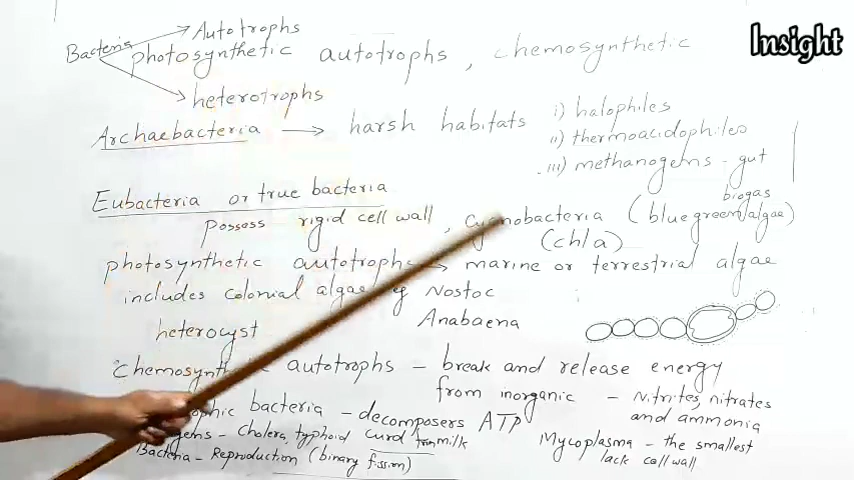 Insight
Bacteria
Autotrophs
photosynthetic autotrophs, chemosynthetic
heterotrophs
Archaebacteria → harsh habitats
i) halophiles
ii) thermoacidophiles
iii) methanogens - gut
biogas
Eubacteria or true bacteria
Possess rigid cell wall, cyanobacteria (blue green algae)
(chl a)
photosynthetic autotrophs → marine or terrestrial algae
includes colonial algae eg Nostoc
Anabaena
heterocyst
autotrophs - break and release energy
from inorganic - Nitrites, nitrates
and ammonia
bacteria - decomposers ATP
- Cholera, typhoid curd from milk
Bacteria - Reproduction (binary fission)
Mycoplasma - the smallest
lack cell wall